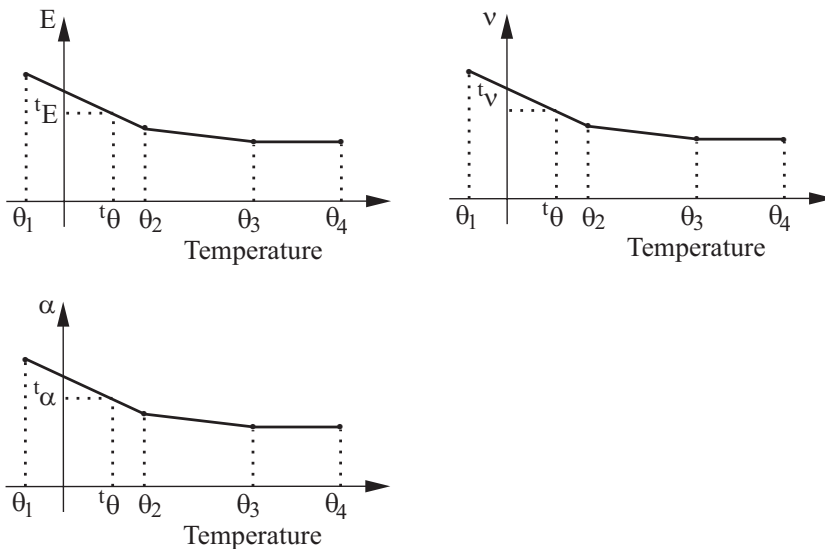 E
ᵗE
θ₁ ᵗθ θ₂ θ₃ θ₄
Temperature
ν
ᵗν
θ₁ ᵗθ θ₂ θ₃ θ₄
Temperature
α
ᵗα
θ₁ ᵗθ θ₂ θ₃ θ₄
Temperature